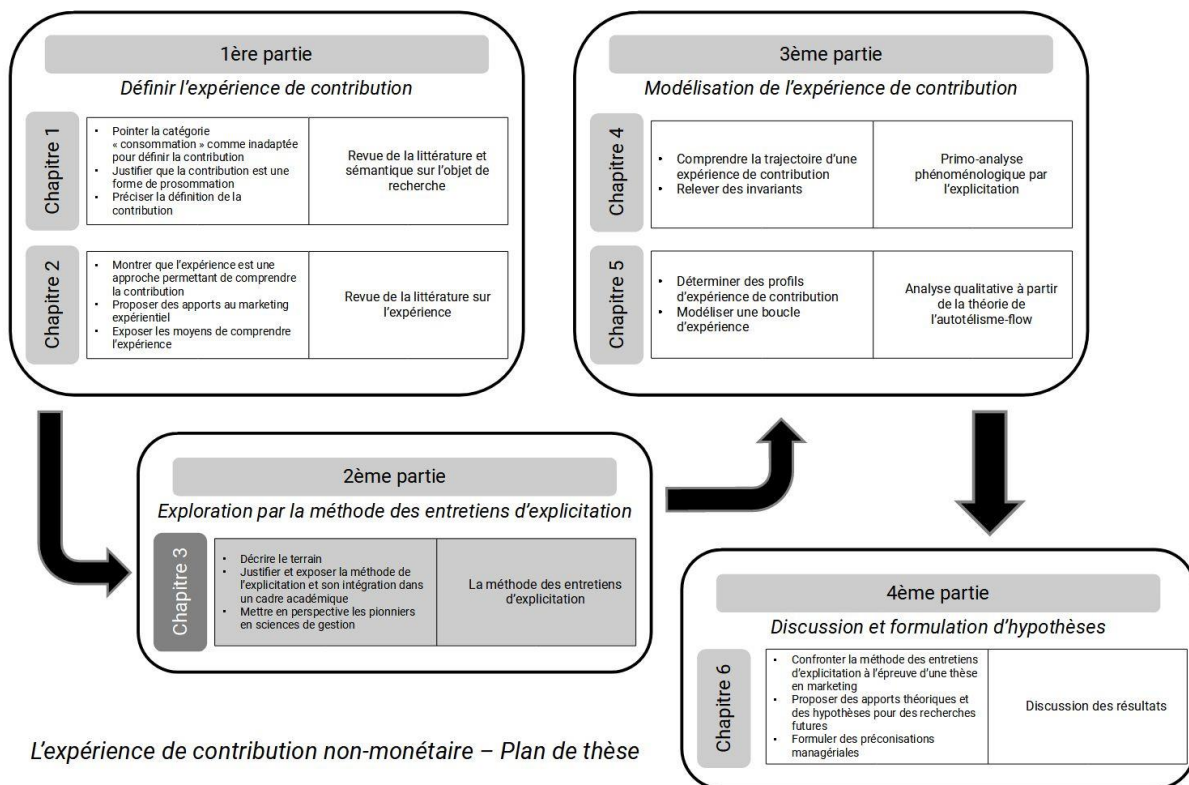 1ère partie
Définir l’expérience de contribution
Chapitre 1
• Pointer la catégorie
« consommation » comme inadaptée
pour définir la contribution
• Justifier que la contribution est une
forme de prosommation
• Préciser la définition de la
contribution
Revue de la littérature et
sémantique sur l’objet de
recherche
Chapitre 2
• Montrer que l’expérience est une
approche permettant de comprendre
la contribution
• Proposer des apports au marketing
expérientiel
• Exposer les moyens de comprendre
l’expérience
Revue de la littérature sur
l’expérience
2ème partie
Exploration par la méthode des entretiens d’explicitation
Chapitre 3
• Décrire le terrain
• Justifier et exposer la méthode de
l’explicitation et son intégration dans
un cadre académique
• Mettre en perspective les pionniers
en sciences de gestion
La méthode des entretiens
d’explicitation
3ème partie
Modélisation de l’expérience de contribution
Chapitre 4
• Comprendre la trajectoire d’une
expérience de contribution
• Relever des invariants
Primo-analyse
phénoménologique par
l’explicitation
Chapitre 5
• Déterminer des profils
d’expérience de contribution
• Modéliser une boucle
d’expérience
Analyse qualitative à partir
de la théorie de
l’autotélisme-flow
4ème partie
Discussion et formulation d’hypothèses
Chapitre 6
• Confronter la méthode des entretiens
d’explicitation à l’épreuve d’une thèse
en marketing
• Proposer des apports théoriques et
des hypothèses pour des recherches
futures
• Formuler des préconisations
managériales
Discussion des résultats
L’expérience de contribution non-monétaire – Plan de thèse